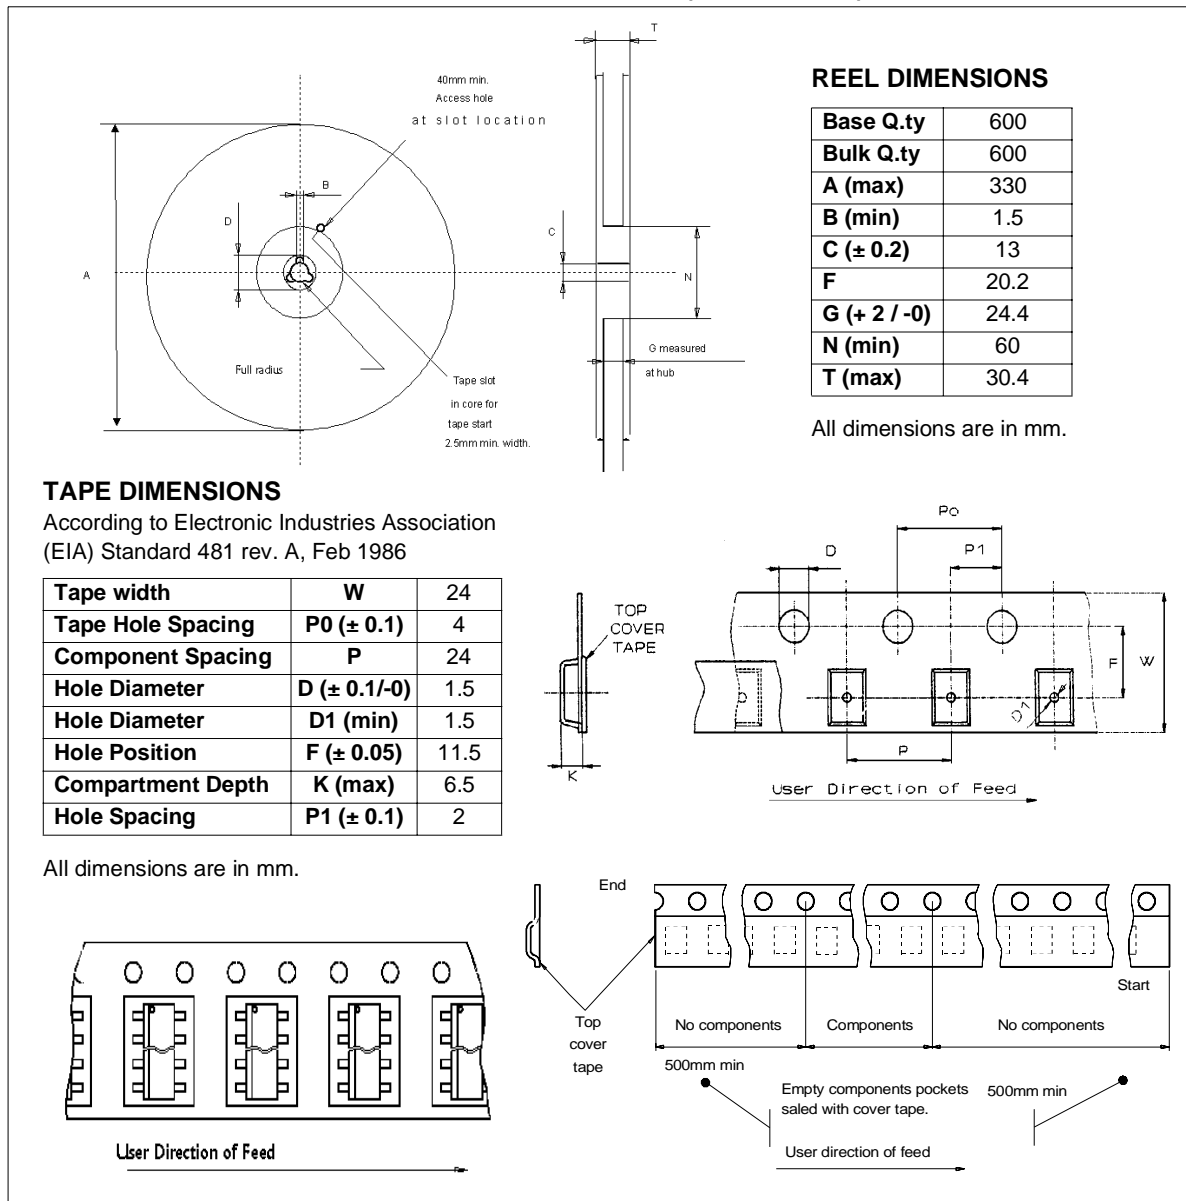 T
40mm min.
Access hole
at slot location
B
D
C
A
N
Full radius
G measured
at hub
Tape slot
in core for
tape start
2.5mm min. width.
REEL DIMENSIONS
Base Q.ty 600
Bulk Q.ty 600
A (max) 330
B (min) 1.5
C (± 0.2) 13
F 20.2
G (+ 2 / -0) 24.4
N (min) 60
T (max) 30.4
All dimensions are in mm.
TAPE DIMENSIONS
According to Electronic Industries Association
(EIA) Standard 481 rev. A, Feb 1986
Tape width W 24
Tape Hole Spacing P0 (± 0.1) 4
Component Spacing P 24
Hole Diameter D (± 0.1/-0) 1.5
Hole Diameter D1 (min) 1.5
Hole Position F (± 0.05) 11.5
Compartment Depth K (max) 6.5
Hole Spacing P1 (± 0.1) 2
All dimensions are in mm.
Po
D
P1
TOP
COVER
TAPE
F
W
D1
P
K
User Direction of Feed
End
Start
Top
cover
tape
No components
Components
No components
500mm min
Empty components pockets
saled with cover tape.
500mm min
User direction of feed
User Direction of Feed